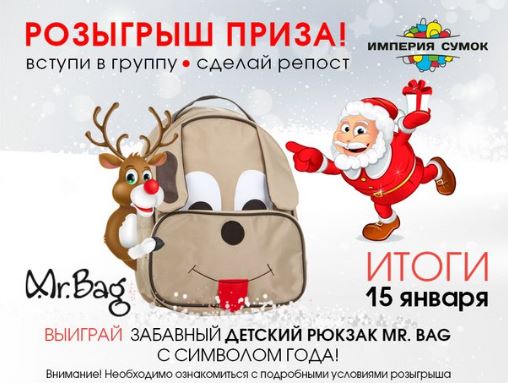 РОЗЫГРЫШ ПРИЗА!
вступи в группу • сделай репост
ИМПЕРИЯ СУМОК
Mr.Bag
ИТОГИ
15 января
ВЫИГРАЙ ЗАБАВНЫЙ ДЕТСКИЙ РЮКЗАК MR. BAG
С СИМВОЛОМ ГОДА!
Внимание! Необходимо ознакомиться с подробными условиями розыгрыша